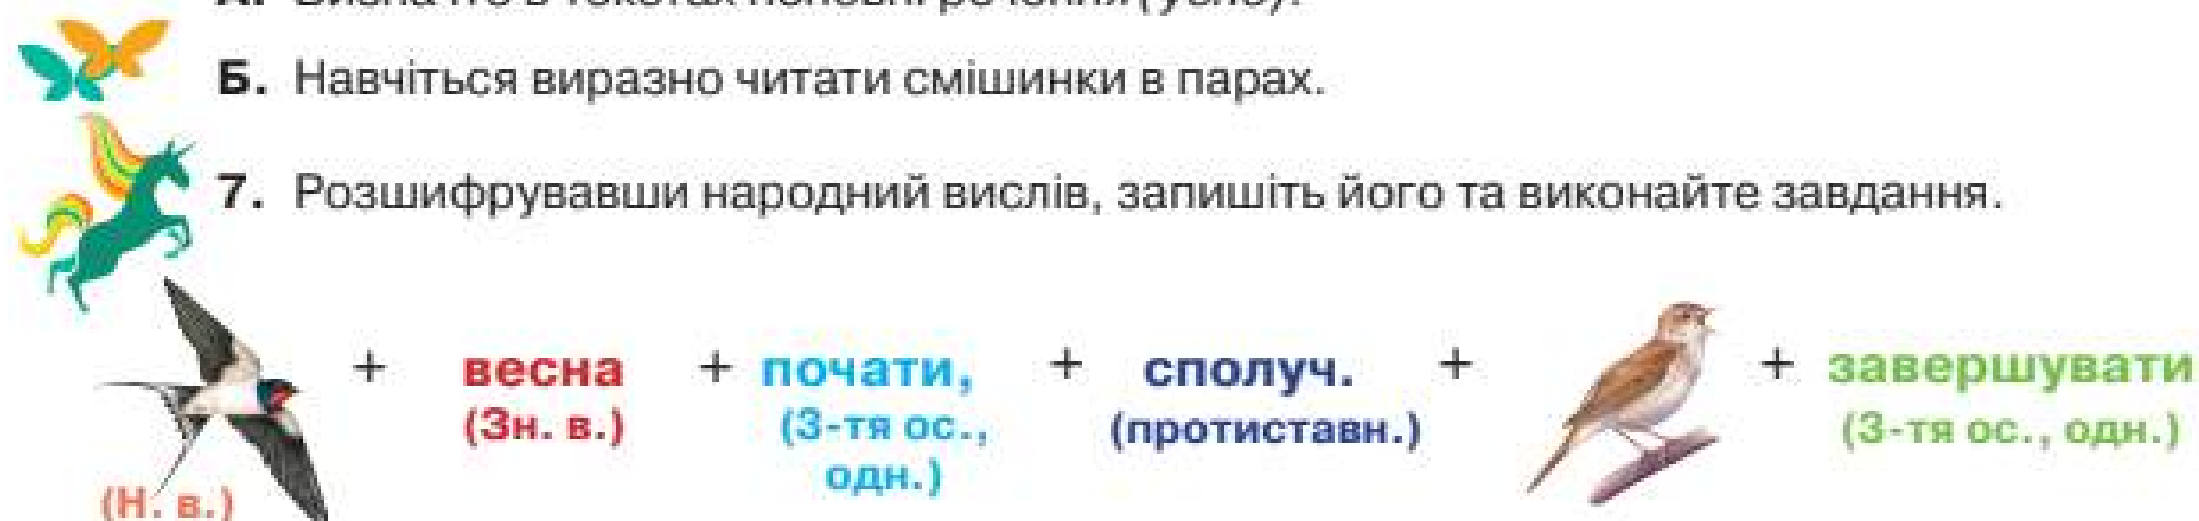 Б. Навчіться виразно читати смішинки в парах.
7. Розшифрувавши народний вислів, запишіть його та виконайте завдання.
+ весна + почати, + сполуч. + + завершувати
(Зн. в.) (3-тя ос., (протиставн.) (3-тя ос., одн.)
одн.)
(Н. в.)